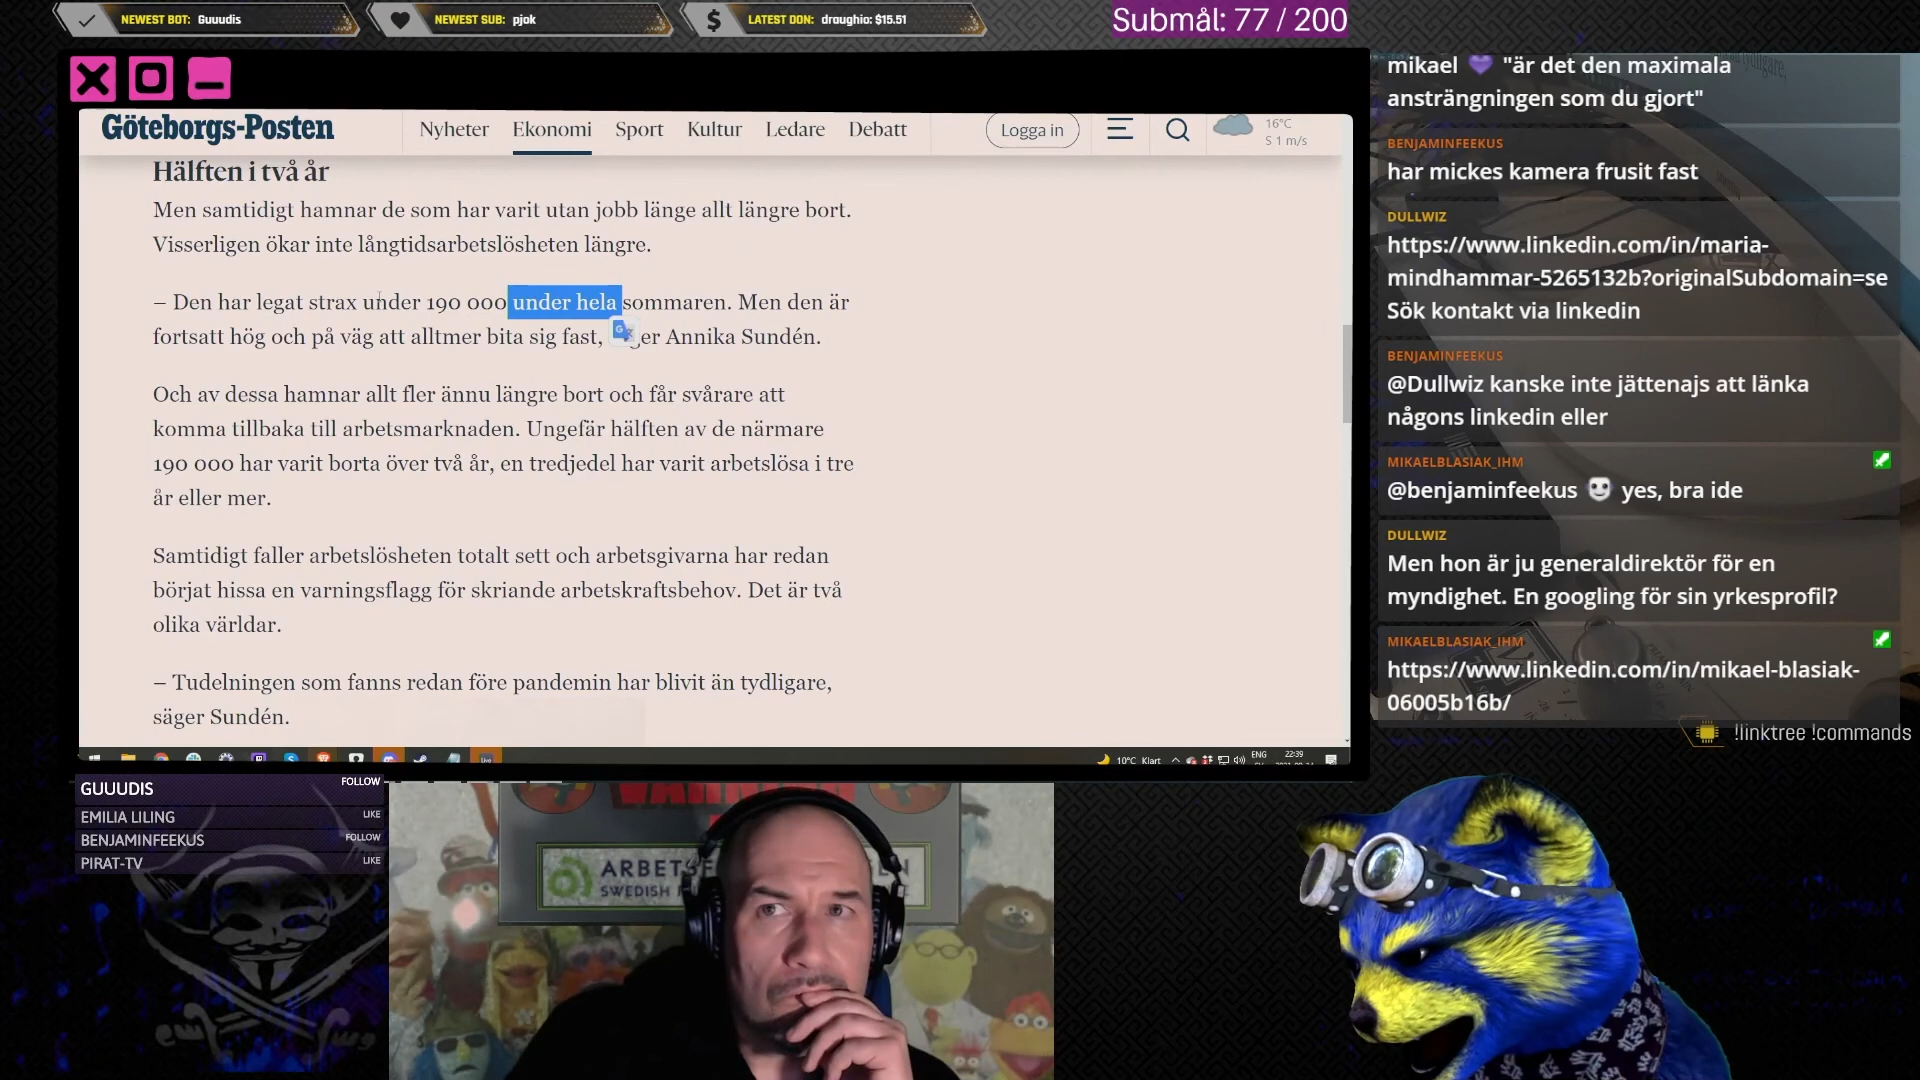 NEWEST BOT: Guuudis
NEWEST SUB: pjok
LATEST DON: draughio: $15.51
Submål: 77 / 200
Göteborgs-Posten
Nyheter Ekonomi Sport Kultur Ledare Debatt
Logga in
16°C
S 1 m/s
Hälften i två år
Men samtidigt hamnar de som har varit utan jobb länge allt längre bort.
Visserligen ökar inte långtidsarbetslösheten längre.
– Den har legat strax under 190 000 under hela sommaren. Men den är
fortsatt hög och på väg att alltmer bita sig fast, er Annika Sundén.
Och av dessa hamnar allt fler ännu längre bort och får svårare att
komma tillbaka till arbetsmarknaden. Ungefär hälften av de närmare
190 000 har varit borta över två år, en tredjedel har varit arbetslösa i tre
år eller mer.
Samtidigt faller arbetslösheten totalt sett och arbetsgivarna har redan
börjat hissa en varningsflagg för skriande arbetskraftsbehov. Det är två
olika världar.
– Tudelningen som fanns redan före pandemin har blivit än tydligare,
säger Sundén.
10°C Klart
ENG
22:39
mikael 💜 "är det den maximala
ansträngningen som du gjort"
BENJAMINFEEKUS
har mickes kamera frusit fast
DULLWIZ
https://www.linkedin.com/in/maria-
mindhammar-5265132b?originalSubdomain=se
Sök kontakt via linkedin
BENJAMINFEEKUS
@Dullwiz kanske inte jättenajs att länka
någons linkedin eller
MIKAELBLASIAK_IHM
@benjaminfeekus yes, bra ide
DULLWIZ
Men hon är ju generaldirektör för en
myndighet. En googling för sin yrkesprofil?
MIKAELBLASIAK_IHM
https://www.linkedin.com/in/mikael-blasiak-
06005b16b/
!linktree !commands
GUUUDIS FOLLOW
EMILIA LILING LIKE
BENJAMINFEEKUS FOLLOW
PIRAT-TV LIKE